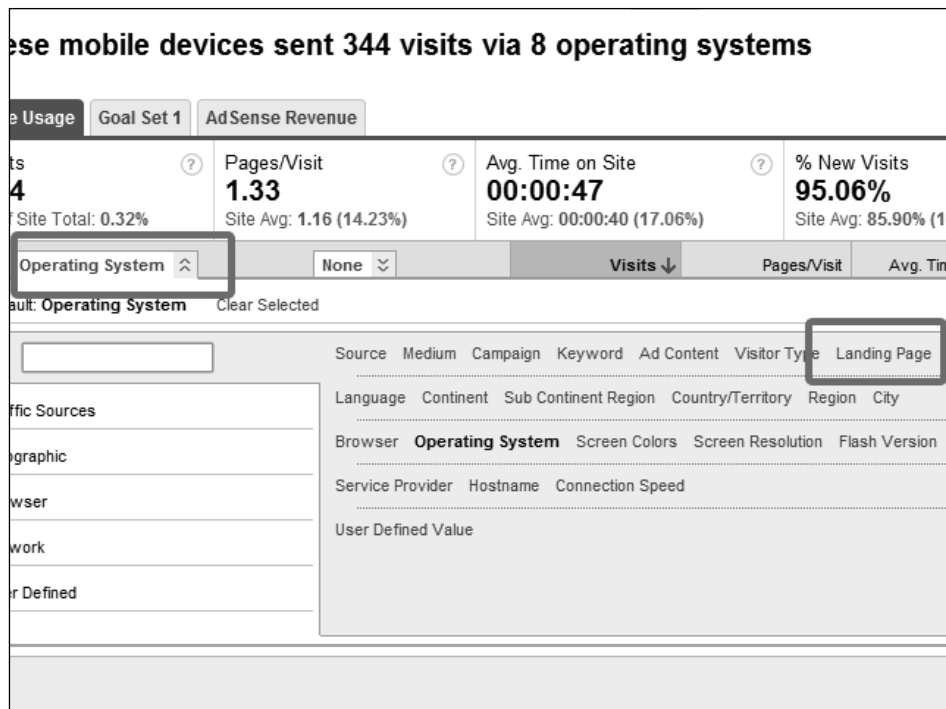 ese mobile devices sent 344 visits via 8 operating systems
e Usage Goal Set 1 AdSense Revenue
ts ? Pages/Visit ? Avg. Time on Site ? % New Visits
4 1.33 00:00:47 95.06%
f Site Total: 0.32% Site Avg: 1.16 (14.23%) Site Avg: 00:00:40 (17.06%) Site Avg: 85.90% (1
Operating System None Visits Pages/Visit Avg. Tim
ault: Operating System Clear Selected
Source Medium Campaign Keyword Ad Content Visitor Type Landing Page
ffic Sources
Language Continent Sub Continent Region Country/Territory Region City
Browser Operating System Screen Colors Screen Resolution Flash Version
ographic
Service Provider Hostname Connection Speed
wser
User Defined Value
work
er Defined